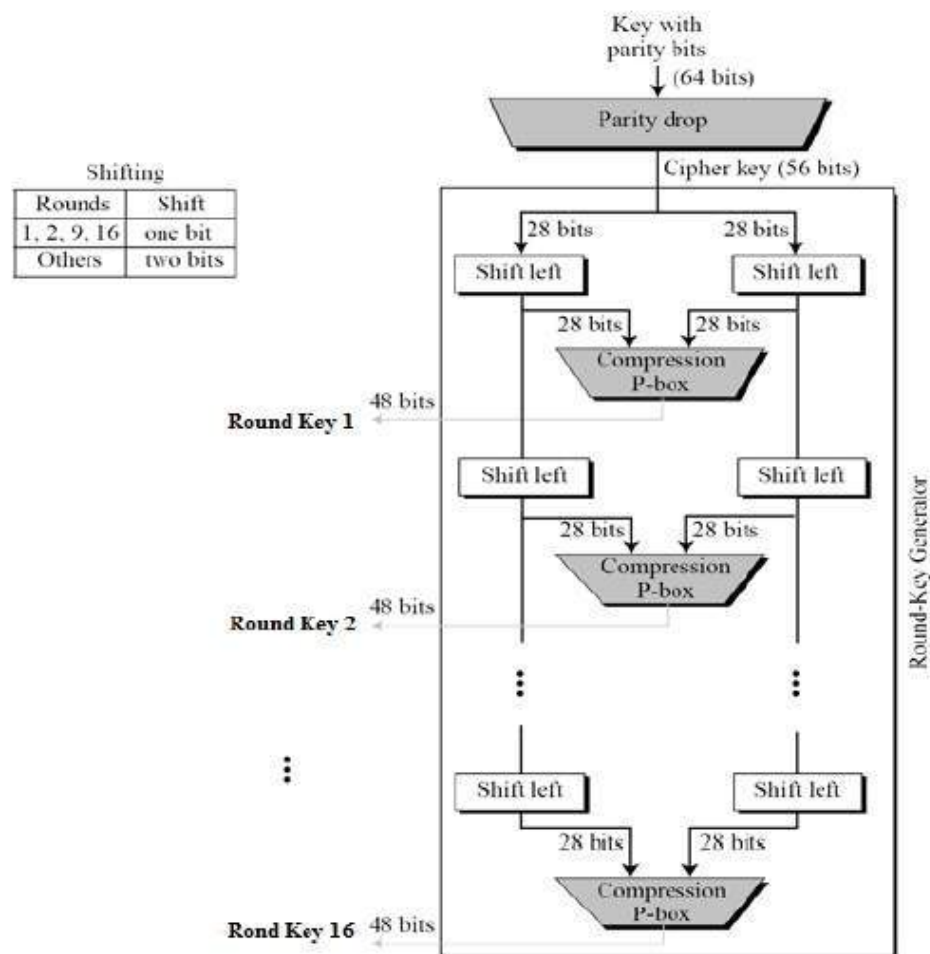 Key with
parity bits
(64 bits)
Parity drop
Cipher key (56 bits)
Shifting
Rounds Shift
1, 2, 9, 16 one bit
Others two bits
28 bits 28 bits
Shift left Shift left
28 bits 28 bits
Compression
P-box
48 bits
Round Key 1
Shift left Shift left
28 bits 28 bits
Compression
P-box
48 bits
Round Key 2
Round-Key Generator
Shift left Shift left
28 bits 28 bits
Compression
P-box
48 bits
Rond Key 16